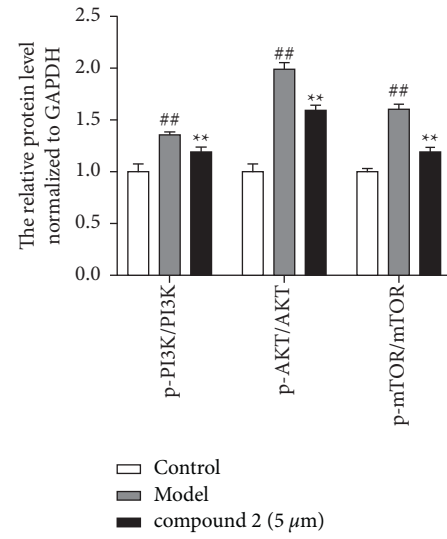 The relative protein level
normalized to GAPDH
2.5
2.0
1.5
1.0
0.5
0.0
##
**
##
**
##
**
p-PI3K/PI3K
p-AKT/AKT
p-mTOR/mTOR
Control
Model
compound 2 (5 μm)